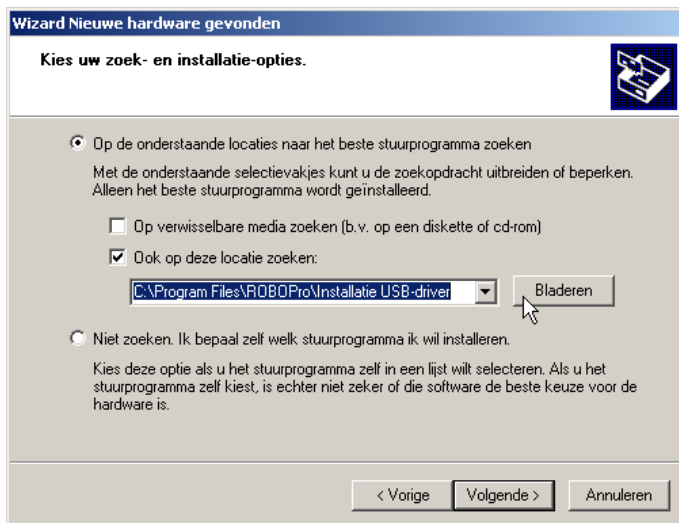 Wizard Nieuwe hardware gevonden
Kies uw zoek- en installatie-opties.
Op de onderstaande locaties naar het beste stuurprogramma zoeken
Met de onderstaande selectievakjes kunt u de zoekopdracht uitbreiden of beperken.
Alleen het beste stuurprogramma wordt geïnstalleerd.
Op verwisselbare media zoeken (b.v. op een diskette of cd-rom)
Ook op deze locatie zoeken:
C:\Program Files\ROBOPro\Installatie USB-driver
Bladeren
Niet zoeken. Ik bepaal zelf welk stuurprogramma ik wil installeren.
Kies deze optie als u het stuurprogramma zelf in een lijst wilt selecteren. Als u het
stuurprogramma zelf kiest, is echter niet zeker of die software de beste keuze voor de
hardware is.
< Vorige
Volgende >
Annuleren